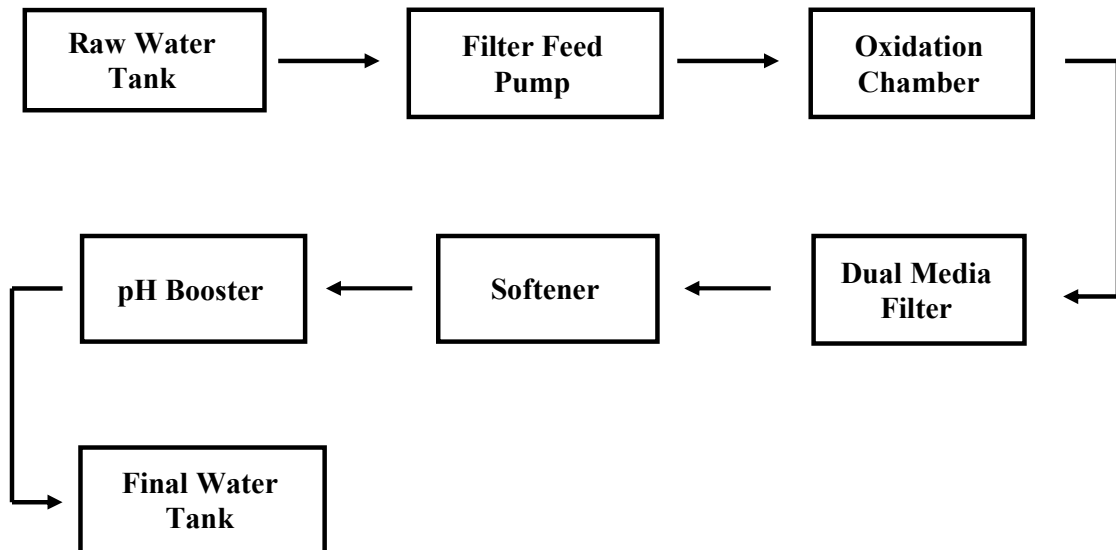 Raw Water
Tank
Filter Feed
Pump
Oxidation
Chamber
Dual Media
Filter
Softener
pH Booster
Final Water
Tank